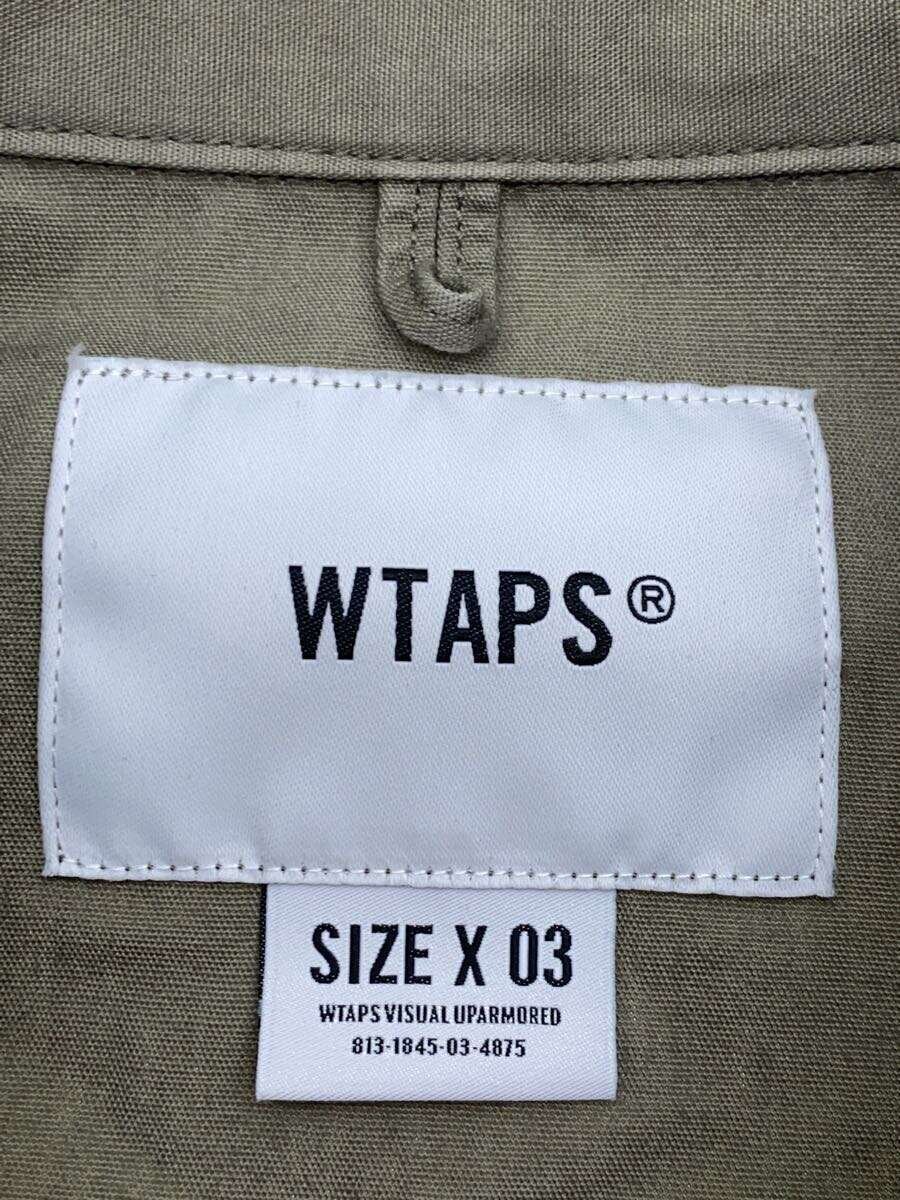 WTAPS®
SIZE X 03
WTAPS VISUAL UPARMORED
813-1845-03-4875